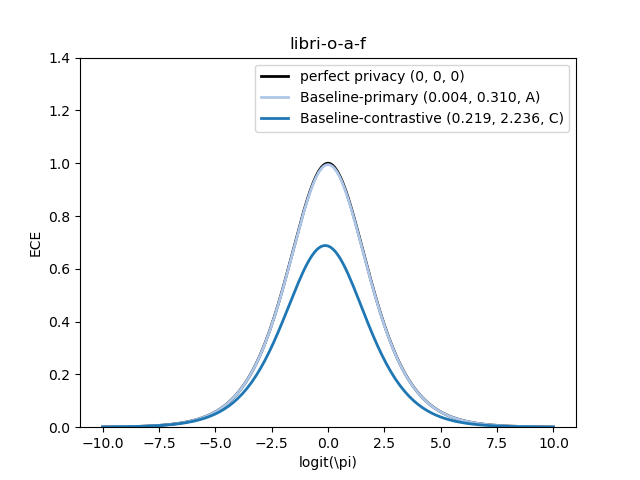 libri-o-a-f
perfect privacy (0, 0, 0)
Baseline-primary (0.004, 0.310, A)
Baseline-contrastive (0.219, 2.236, C)
1.4
1.2
1.0
0.8
0.6
0.4
0.2
0.0
ECE
−10.0 −7.5 −5.0 −2.5 0.0 2.5 5.0 7.5 10.0
logit(\pi)